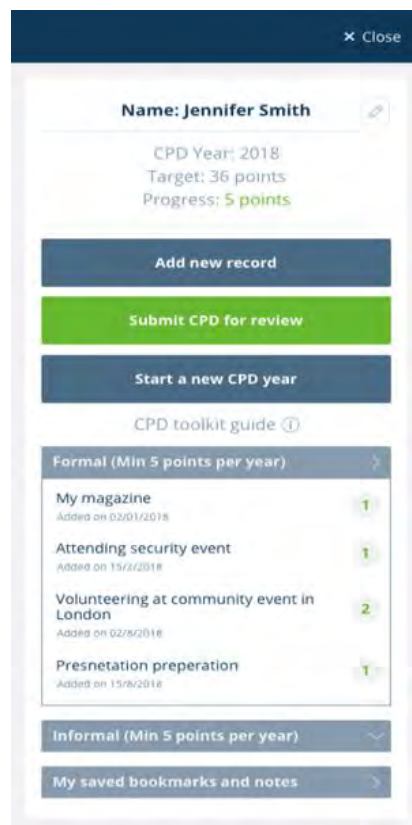 × Close
Name: Jennifer Smith
CPD Year: 2018
Target: 36 points
Progress: 5 points
Add new record
Submit CPD for review
Start a new CPD year
CPD toolkit guide ⓘ
Formal (Min 5 points per year)
My magazine
1
Added on 02/01/2018
Attending security event
1
Added on 15/2/2018
Volunteering at community event in
London
2
Added on 02/8/2018
Presnetation preperation
1
Added on 15/8/2018
Informal (Min 5 points per year)
My saved bookmarks and notes